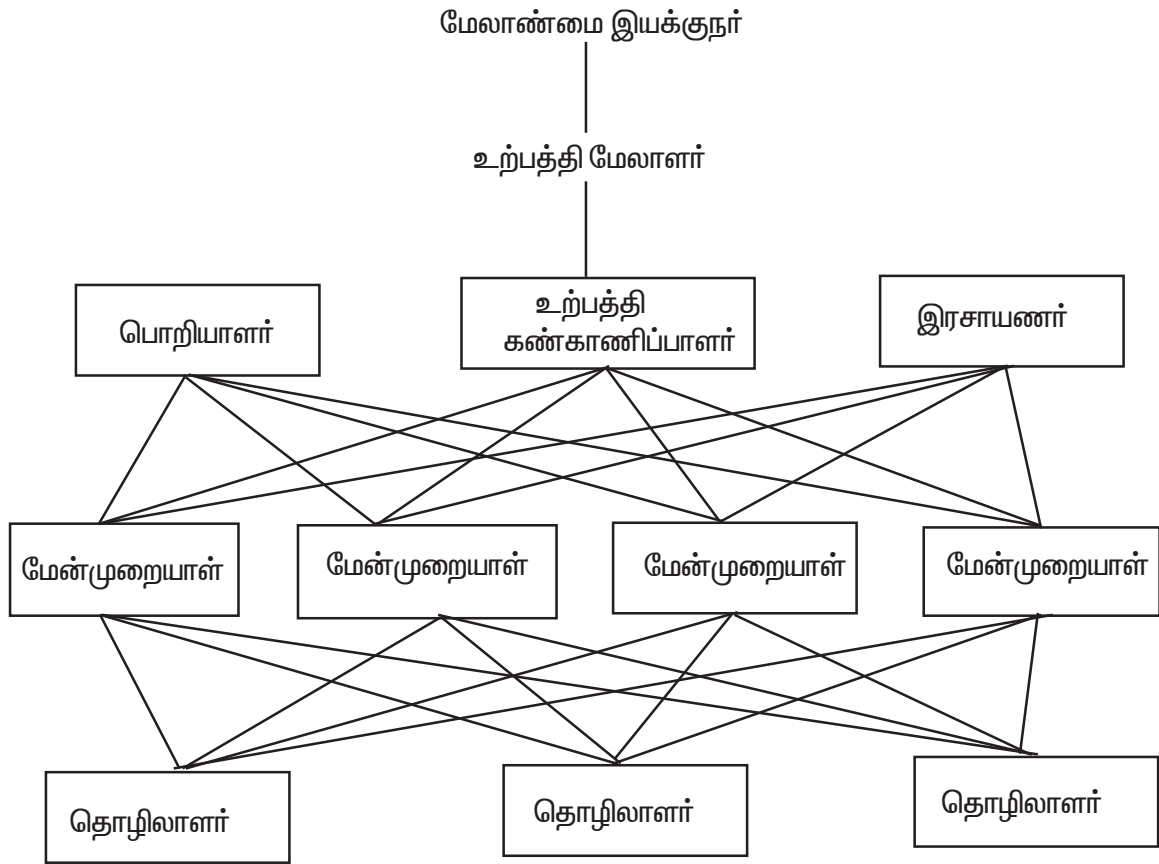 மேலாண்மை இயக்குநர்
உற்பத்தி மேலாளர்
பொறியாளர்
உற்பத்தி
கண்காணிப்பாளர்
இரசாயணர்
மேன்முறையாள்
மேன்முறையாள்
மேன்முறையாள்
மேன்முறையாள்
தொழிலாளர்
தொழிலாளர்
தொழிலாளர்